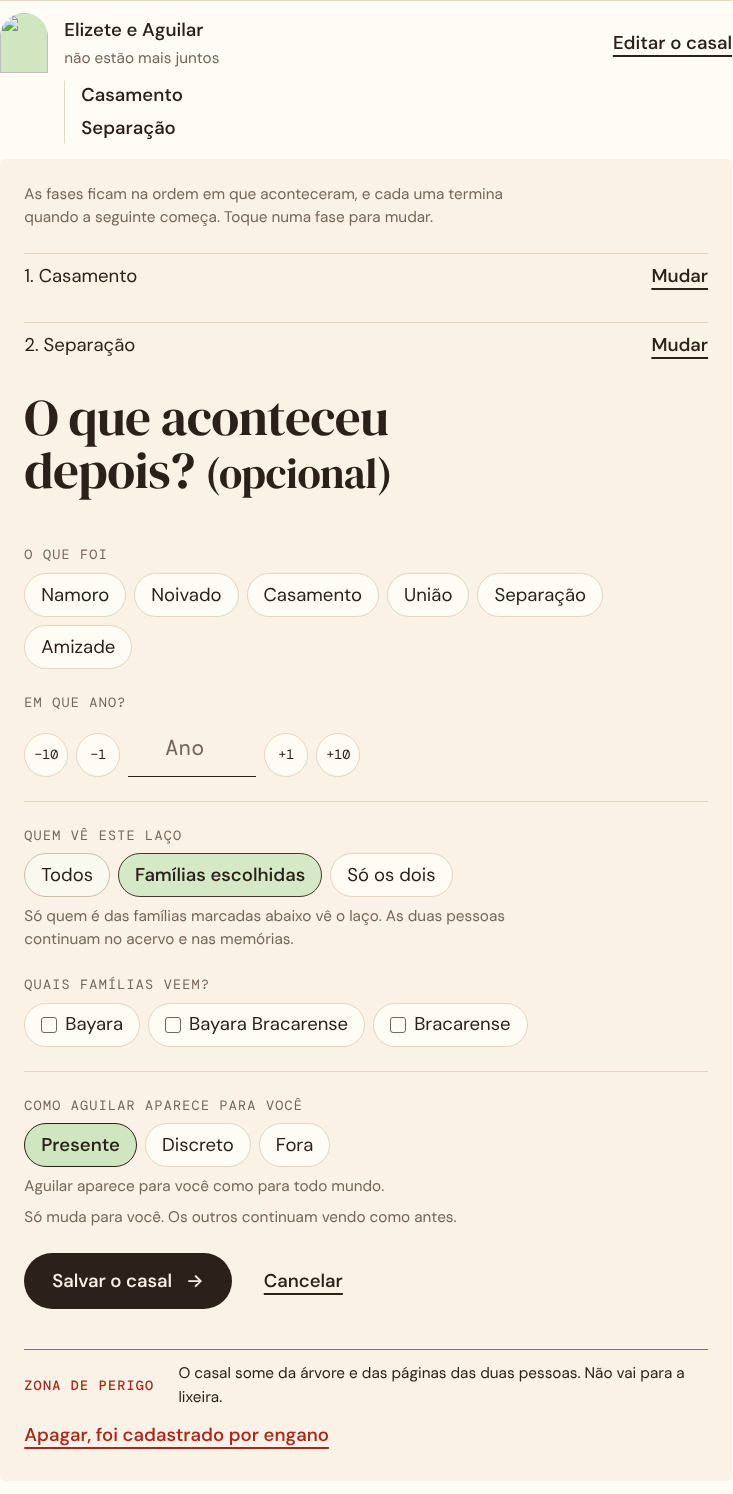 Elizete e Aguilar
não estão mais juntos
Editar o casal
Casamento
Separação
As fases ficam na ordem em que aconteceram, e cada uma termina
quando a seguinte começa. Toque numa fase para mudar.
1. Casamento
Mudar
2. Separação
Mudar
O que aconteceu
depois? (opcional)
O QUE FOI
Namoro
Noivado
Casamento
União
Separação
Amizade
EM QUE ANO?
−10
−1
Ano
+1
+10
QUEM VÊ ESTE LAÇO
Todos
Famílias escolhidas
Só os dois
Só quem é das famílias marcadas abaixo vê o laço. As duas pessoas
continuam no acervo e nas memórias.
QUAIS FAMÍLIAS VEEM?
Bayara
Bayara Bracarense
Bracarense
COMO AGUILAR APARECE PARA VOCÊ
Presente
Discreto
Fora
Aguilar aparece para você como para todo mundo.
Só muda para você. Os outros continuam vendo como antes.
Salvar o casal →
Cancelar
ZONA DE PERIGO
O casal some da árvore e das páginas das duas pessoas. Não vai para a
lixeira.
Apagar, foi cadastrado por engano